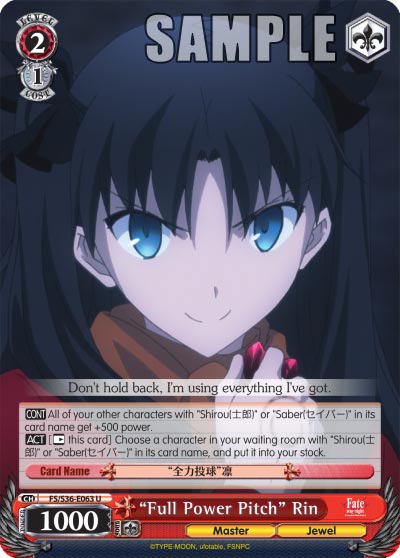 LEVEL
2
SAMPLE
1
COST
Don't hold back, I'm using everything I've got.
CONT All of your other characters with "Shirou(士郎)" or "Saber(セイバー)" in its
card name get +500 power.
ACT [ this card] Choose a character in your waiting room with "Shirou(士
郎)" or "Saber(セイバー)" in its card name, and put it into your stock.
Card Name “全力投球”凛
CH FS/S36-E063 U
“Full Power Pitch” Rin
POWER 1000 SOUL
Master Jewel
Fate
©TYPE-MOON, ufotable, FSNPC